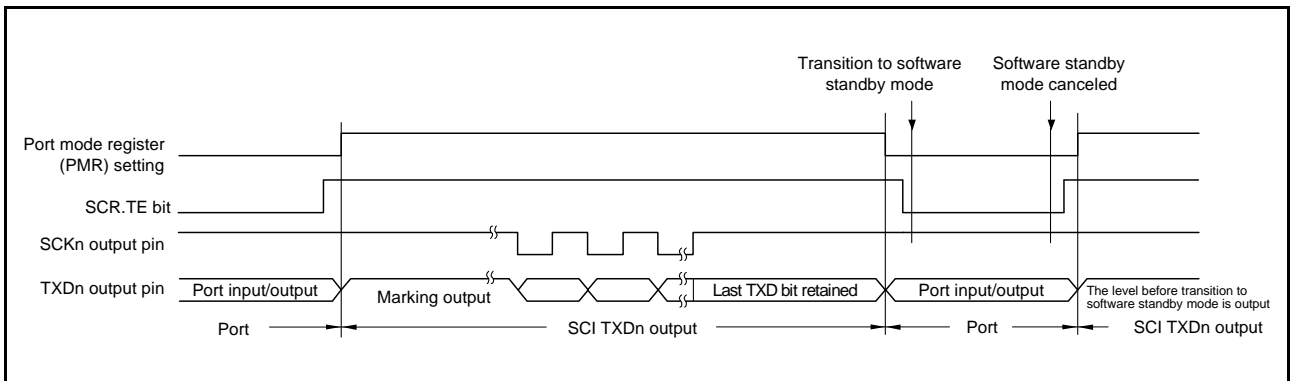 Transition to software
standby mode
Software standby
mode canceled
Port mode register
(PMR) setting
SCR.TE bit
SCKn output pin
TXDn output pin
Port input/output
Marking output
Last TXD bit retained
Port input/output
The level before transition to
software standby mode is output
Port
SCI TXDn output
Port
SCI TXDn output